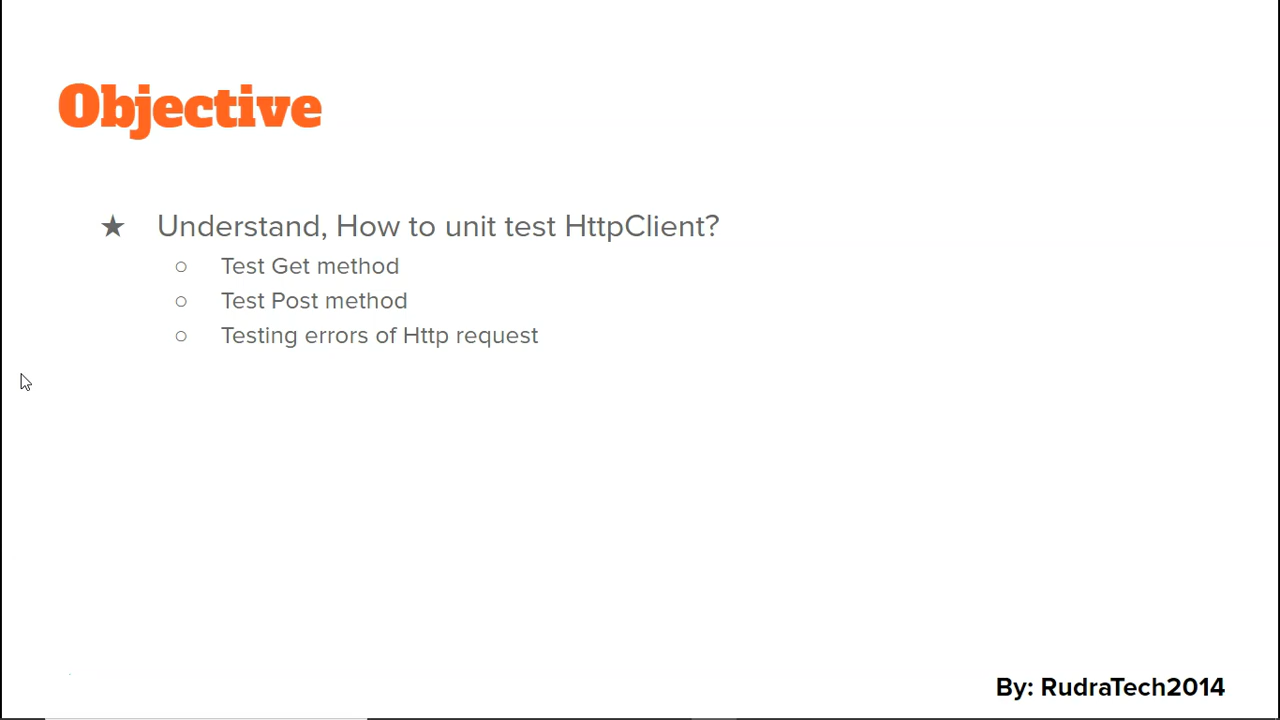 Objective
★ Understand, How to unit test HttpClient?
○ Test Get method
○ Test Post method
○ Testing errors of Http request
By: RudraTech2014